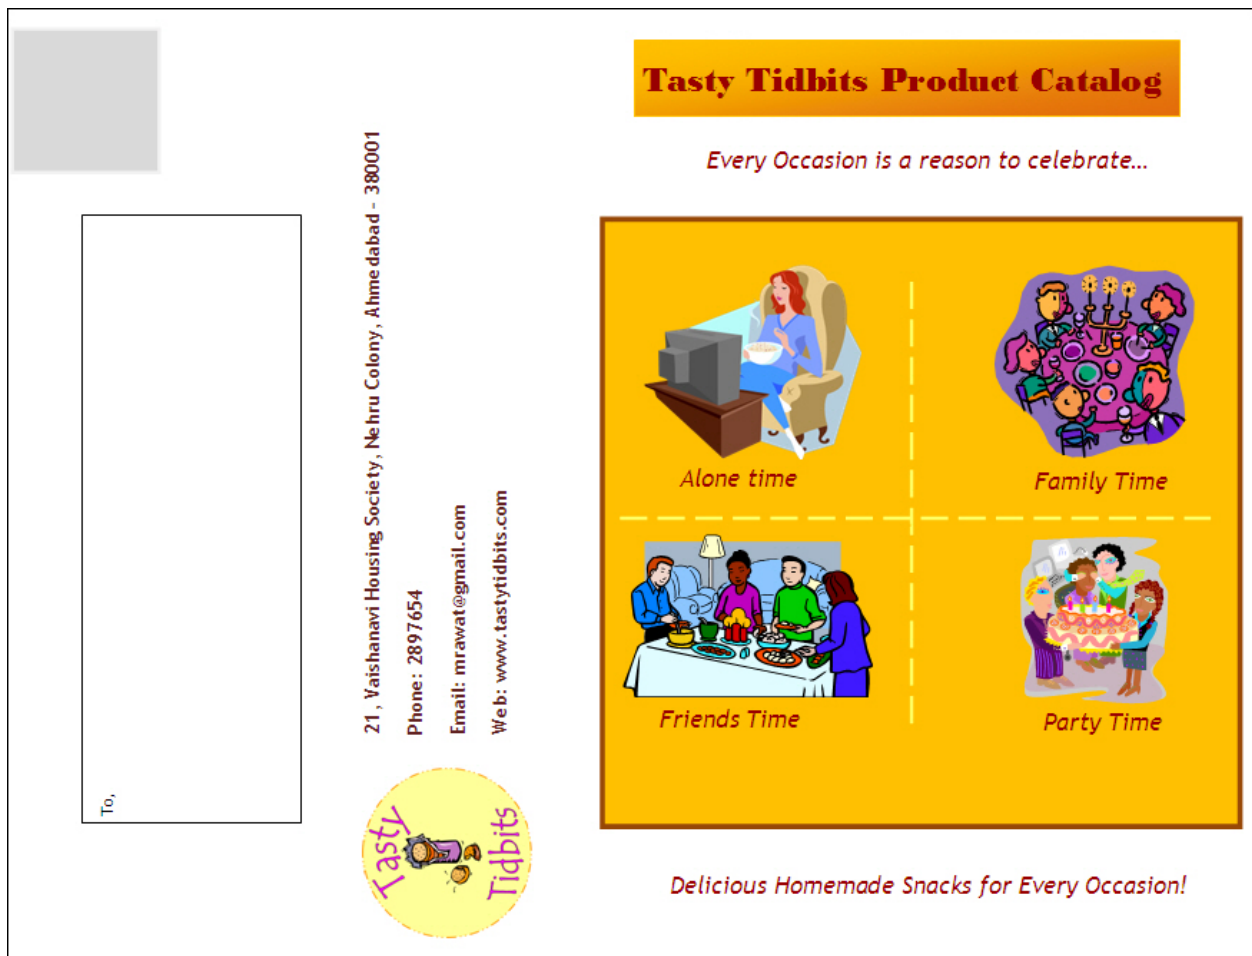 Tasty Tidbits Product Catalog
Every Occasion is a reason to celebrate...
Alone time
Family Time
Friends Time
Party Time
Delicious Homemade Snacks for Every Occasion!
To,
21, Vaishanavi Housing Society, Nehru Colony, Ahmedabad - 380001
Phone: 2897654
Email: mrawat@gmail.com
Web: www.tastytidbits.com
Tasty
Tidbits